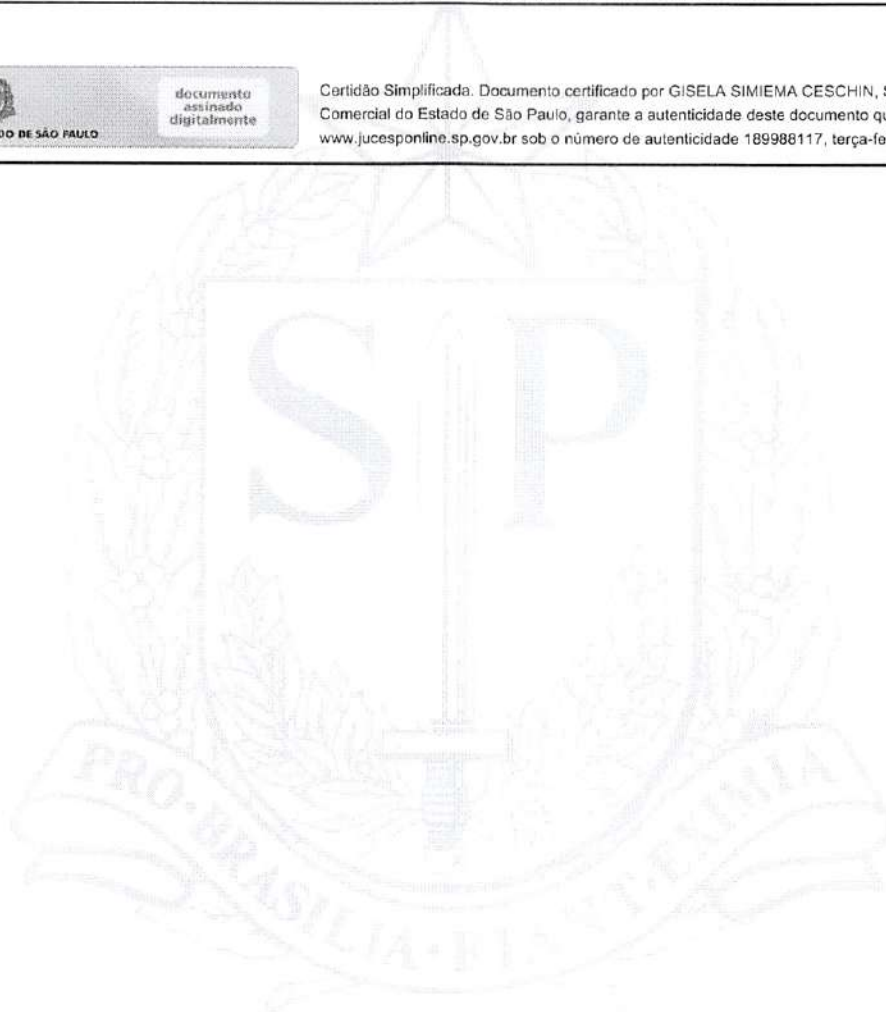 DO DE SÃO PAULO
documento
assinado
digitalmente
Certidão Simplificada. Documento certificado por GISELA SIMIEMA CESCHIN, S
Comercial do Estado de São Paulo, garante a autenticidade deste documento qu
www.jucesponline.sp.gov.br sob o número de autenticidade 189988117, terça-fe
SP
PRO·BRASILIA·FIANT·EXIMIA